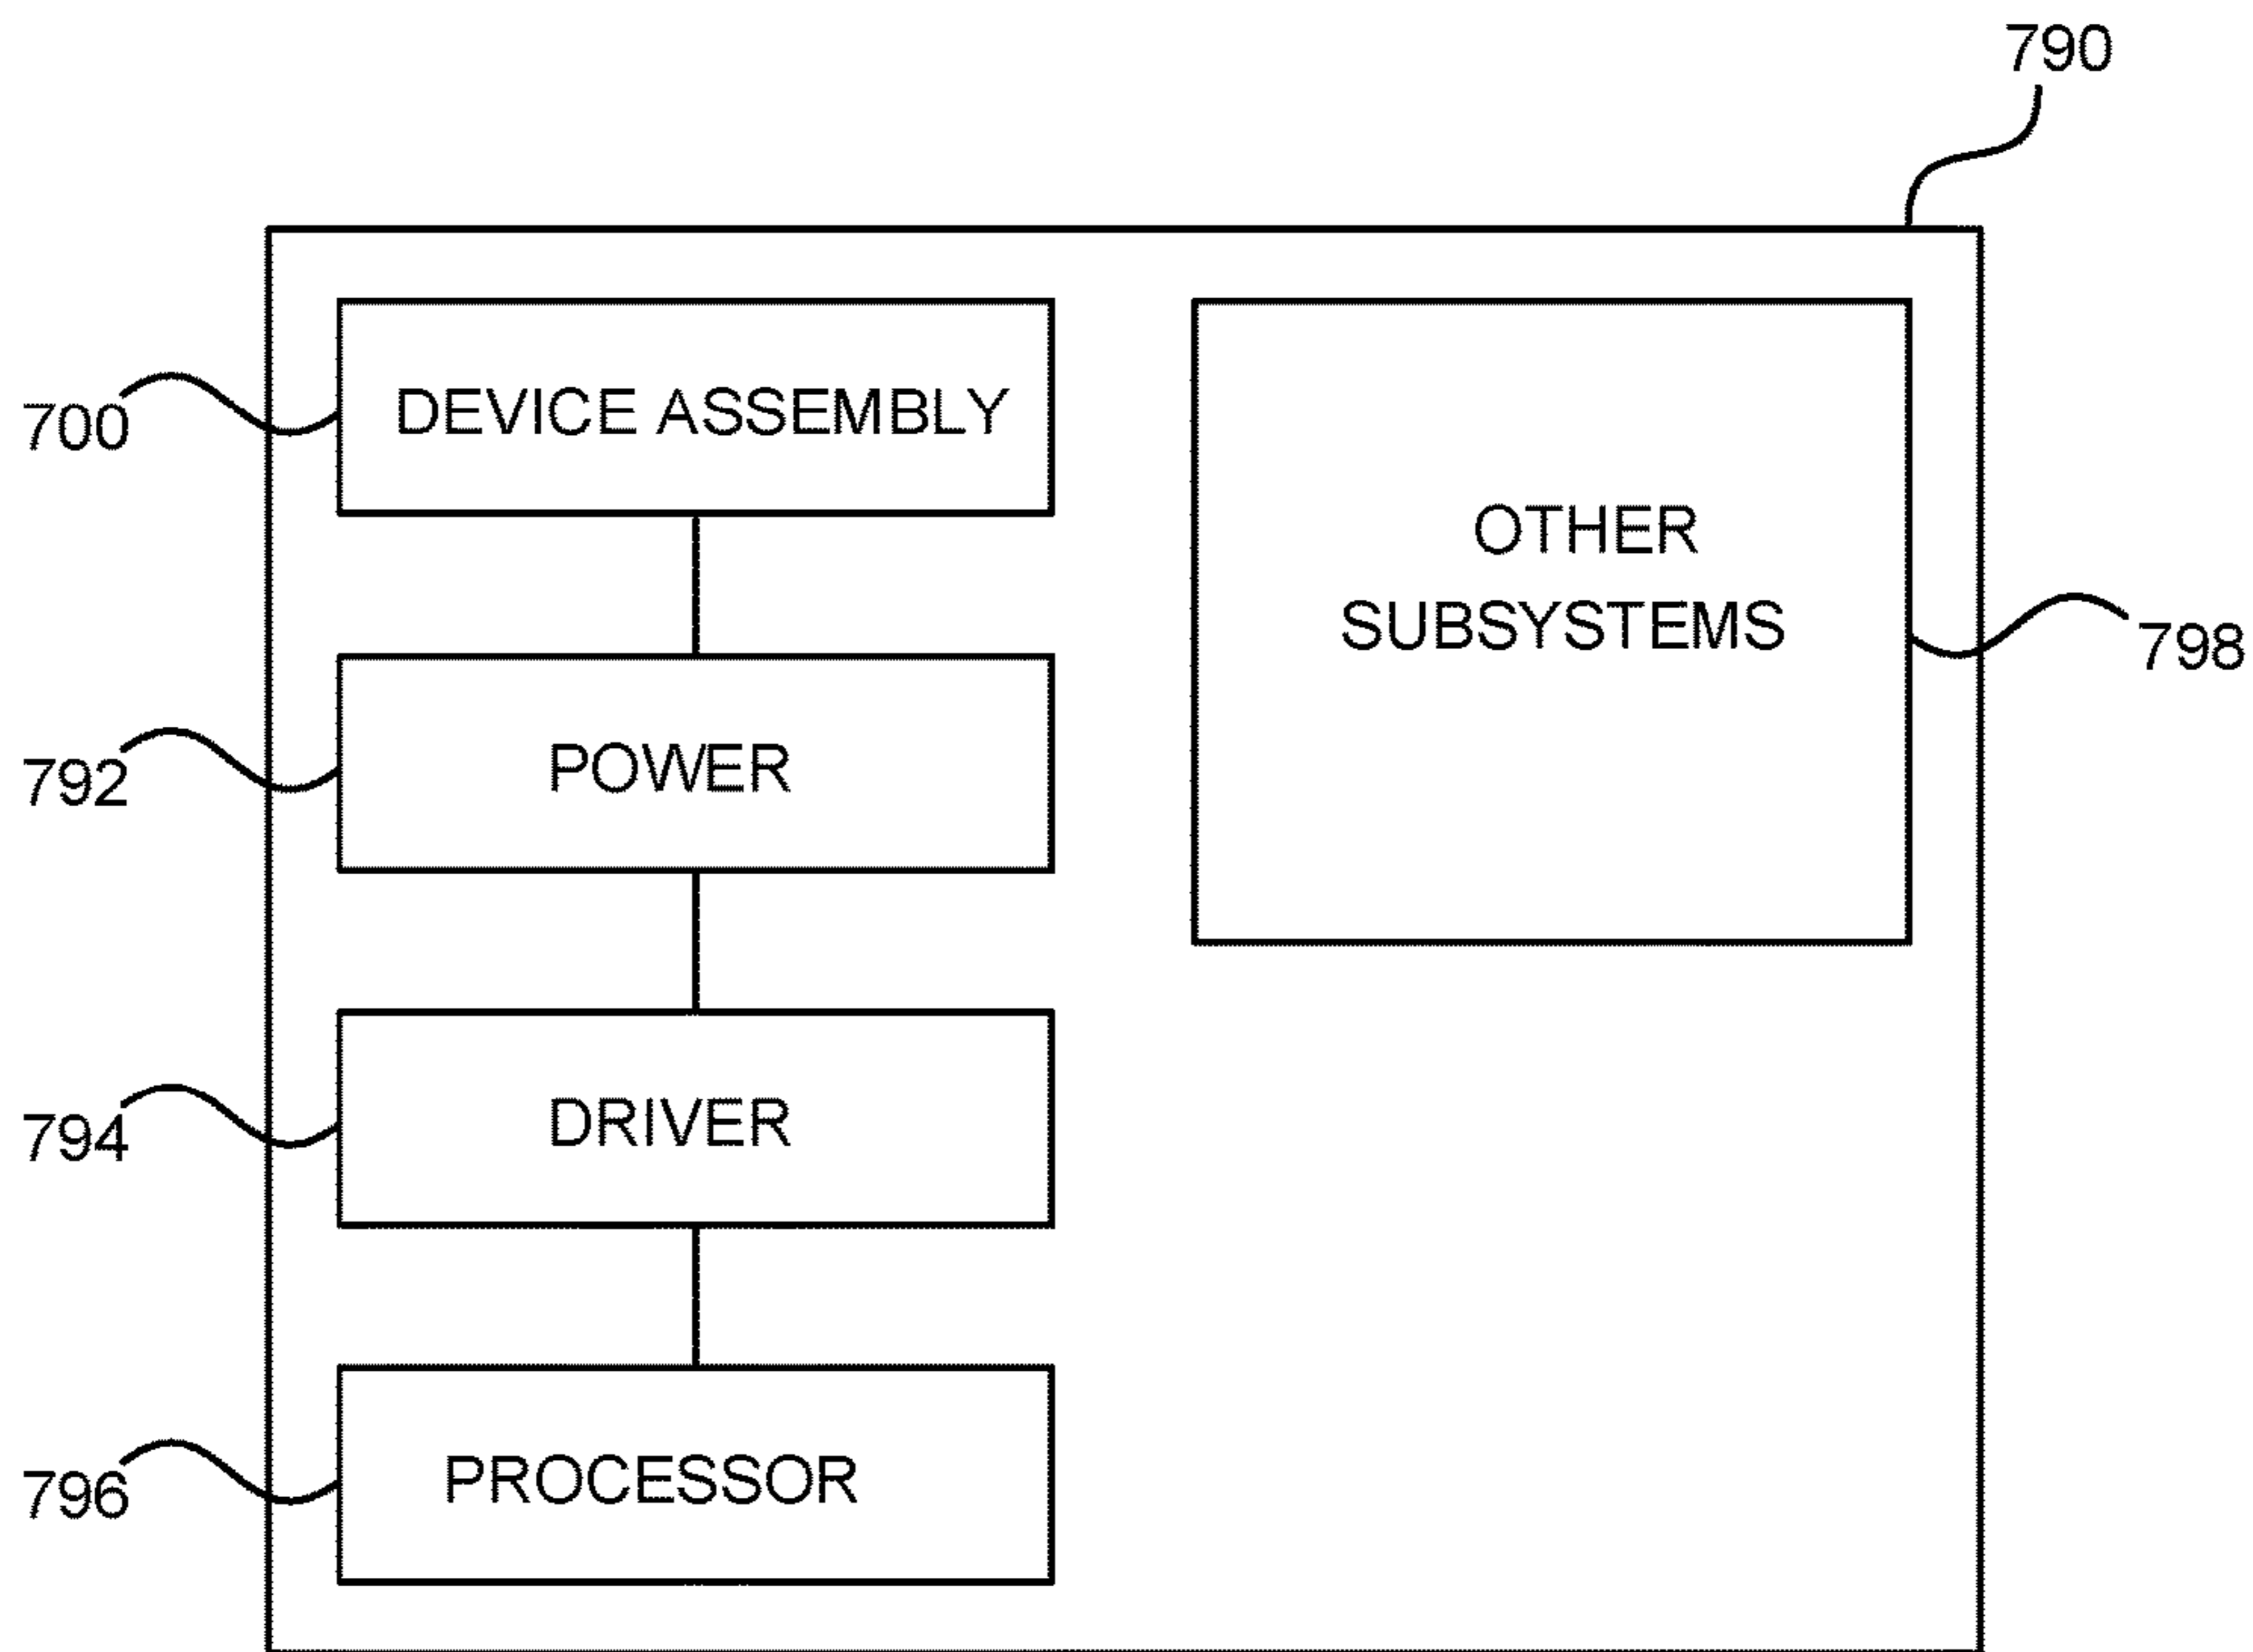 790
700
DEVICE ASSEMBLY
OTHER
SUBSYSTEMS
798
792
POWER
794
DRIVER
796
PROCESSOR